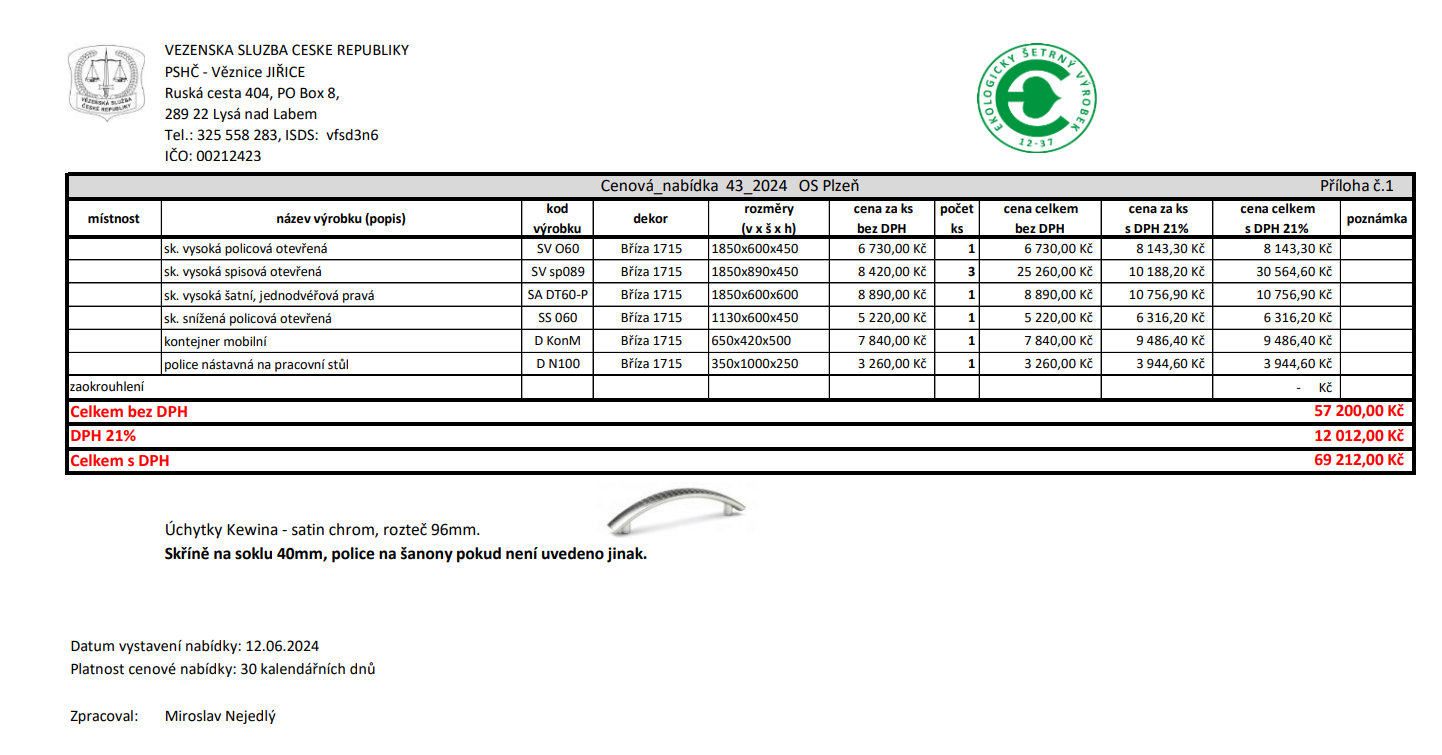 VEZENSKA SLUZBA CESKE REPUBLIKY
PSHČ - Věznice JIŘICE
Ruská cesta 404, PO Box 8,
289 22 Lysá nad Labem
Tel.: 325 558 283, ISDS: vfsd3n6
IČO: 00212423
VĚZEŇSKÁ SLUŽBA
ČESKÉ REPUBLIKY
EKOLOGICKY ŠETRNÝ VÝROBEK
12-37
Cenová_nabídka 43_2024 OS Plzeň Příloha č.1
místnost název výrobku (popis) kod výrobku dekor rozměry (v x š x h) cena za ks bez DPH počet ks cena celkem bez DPH cena za ks s DPH 21% cena celkem s DPH 21% poznámka
sk. vysoká policová otevřená SV O60 Bříza 1715 1850x600x450 6 730,00 Kč 1 6 730,00 Kč 8 143,30 Kč 8 143,30 Kč
sk. vysoká spisová otevřená SV sp089 Bříza 1715 1850x890x450 8 420,00 Kč 3 25 260,00 Kč 10 188,20 Kč 30 564,60 Kč
sk. vysoká šatní, jednodvéřová pravá SA DT60-P Bříza 1715 1850x600x600 8 890,00 Kč 1 8 890,00 Kč 10 756,90 Kč 10 756,90 Kč
sk. snížená policová otevřená SS 060 Bříza 1715 1130x600x450 5 220,00 Kč 1 5 220,00 Kč 6 316,20 Kč 6 316,20 Kč
kontejner mobilní D KonM Bříza 1715 650x420x500 7 840,00 Kč 1 7 840,00 Kč 9 486,40 Kč 9 486,40 Kč
police nástavná na pracovní stůl D N100 Bříza 1715 350x1000x250 3 260,00 Kč 1 3 260,00 Kč 3 944,60 Kč 3 944,60 Kč
zaokrouhlení - Kč
Celkem bez DPH 57 200,00 Kč
DPH 21% 12 012,00 Kč
Celkem s DPH 69 212,00 Kč
Úchytky Kewina - satin chrom, rozteč 96mm.
Skříně na soklu 40mm, police na šanony pokud není uvedeno jinak.
Datum vystavení nabídky: 12.06.2024
Platnost cenové nabídky: 30 kalendářních dnů
Zpracoval: Miroslav Nejedlý